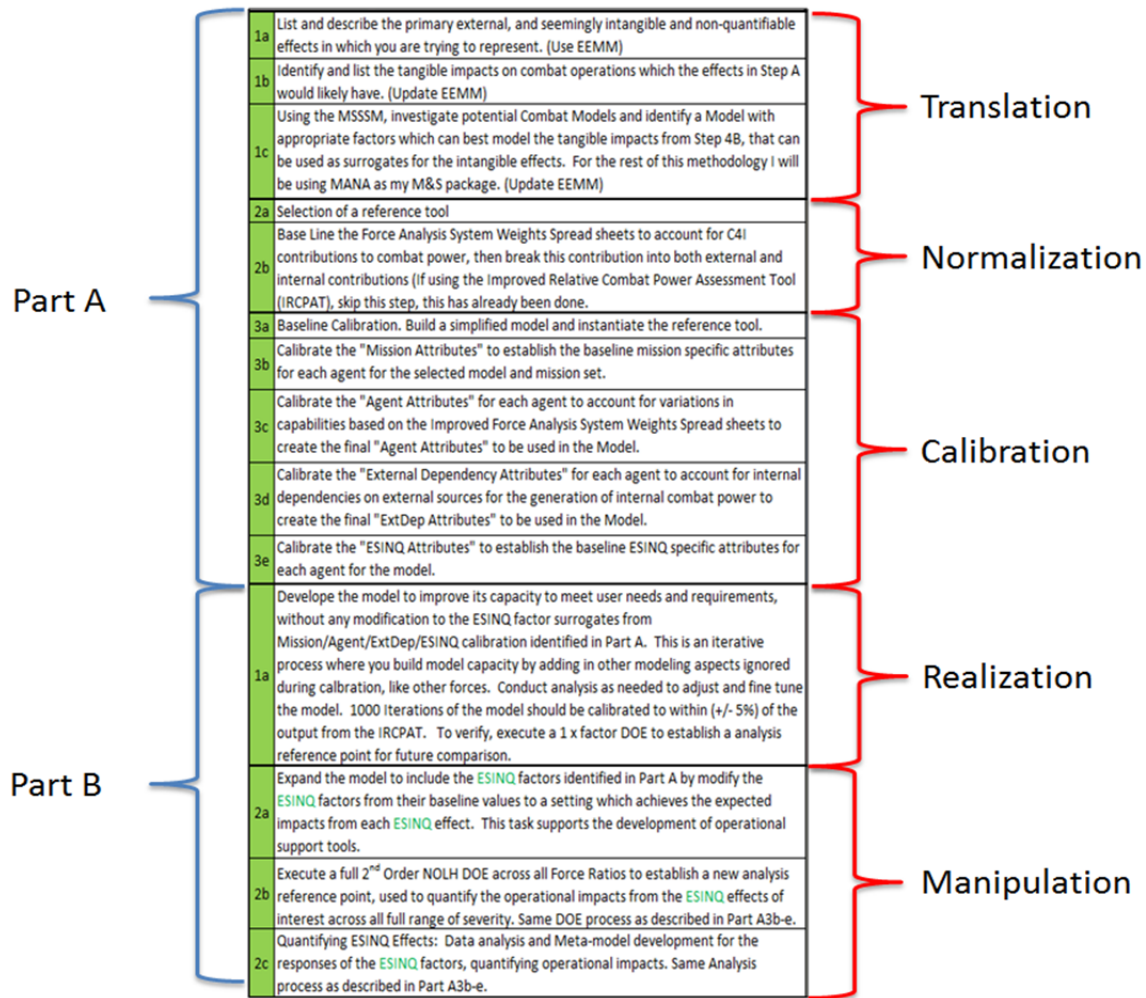 Part A
Part B
1a
List and describe the primary external, and seemingly intangible and non-quantifiable
effects in which you are trying to represent. (Use EEMM)
1b
Identify and list the tangible impacts on combat operations which the effects in Step A
would likely have. (Update EEMM)
1c
Using the MSSSM, investigate potential Combat Models and identify a Model with
appropriate factors which can best model the tangible impacts from Step 4B, that can
be used as surrogates for the intangible effects. For the rest of this methodology I will
be using MANA as my M&S package. (Update EEMM)
2a
Selection of a reference tool
2b
Base Line the Force Analysis System Weights Spread sheets to account for C4I
contributions to combat power, then break this contribution into both external and
internal contributions (If using the Improved Relative Combat Power Assessment Tool
(IRCPAT), skip this step, this has already been done.
3a
Baseline Calibration. Build a simplified model and instantiate the reference tool.
3b
Calibrate the "Mission Attributes" to establish the baseline mission specific attributes
for each agent for the selected model and mission set.
3c
Calibrate the "Agent Attributes" for each agent to account for variations in
capabilities based on the Improved Force Analysis System Weights Spread sheets to
create the final "Agent Attributes" to be used in the Model.
3d
Calibrate the "External Dependency Attributes" for each agent to account for internal
dependencies on external sources for the generation of internal combat power to
create the final "ExtDep Attributes" to be used in the Model.
3e
Calibrate the "ESINQ Attributes" to establish the baseline ESINQ specific attributes for
each agent for the model.
1a
Develope the model to improve its capacity to meet user needs and requirements,
without any modification to the ESINQ factor surrogates from
Mission/Agent/ExtDep/ESINQ calibration identified in Part A. This is an iterative
process where you build model capacity by adding in other modeling aspects ignored
during calbration, like other forces. Conduct analysis as needed to adjust and fine tune
the model. 1000 Iterations of the model should be calibrated to within (+/- 5%) of the
output from the IRCPAT. To verify, execute a 1 x factor DOE to establish a analysis
reference point for future comparison.
2a
Expand the model to include the ESINQ factors identified in Part A by modify the
ESINQ factors from their baseline values to a setting which achieves the expected
impacts from each ESINQ effect. This task supports the development of operational
support tools.
2b
Execute a full 2nd Order NOLH DOE across all Force Ratios to establish a new analysis
reference point, used to quantify the operational impacts from the ESINQ effects of
interest across all full range of severity. Same DOE process as described in Part A3b-e.
2c
Quantifying ESINQ Effects: Data analysis and Meta-model development for the
responses of the ESINQ factors, quantifying operational impacts. Same Analysis
process as described in Part A3b-e.
Translation
Normalization
Calibration
Realization
Manipulation